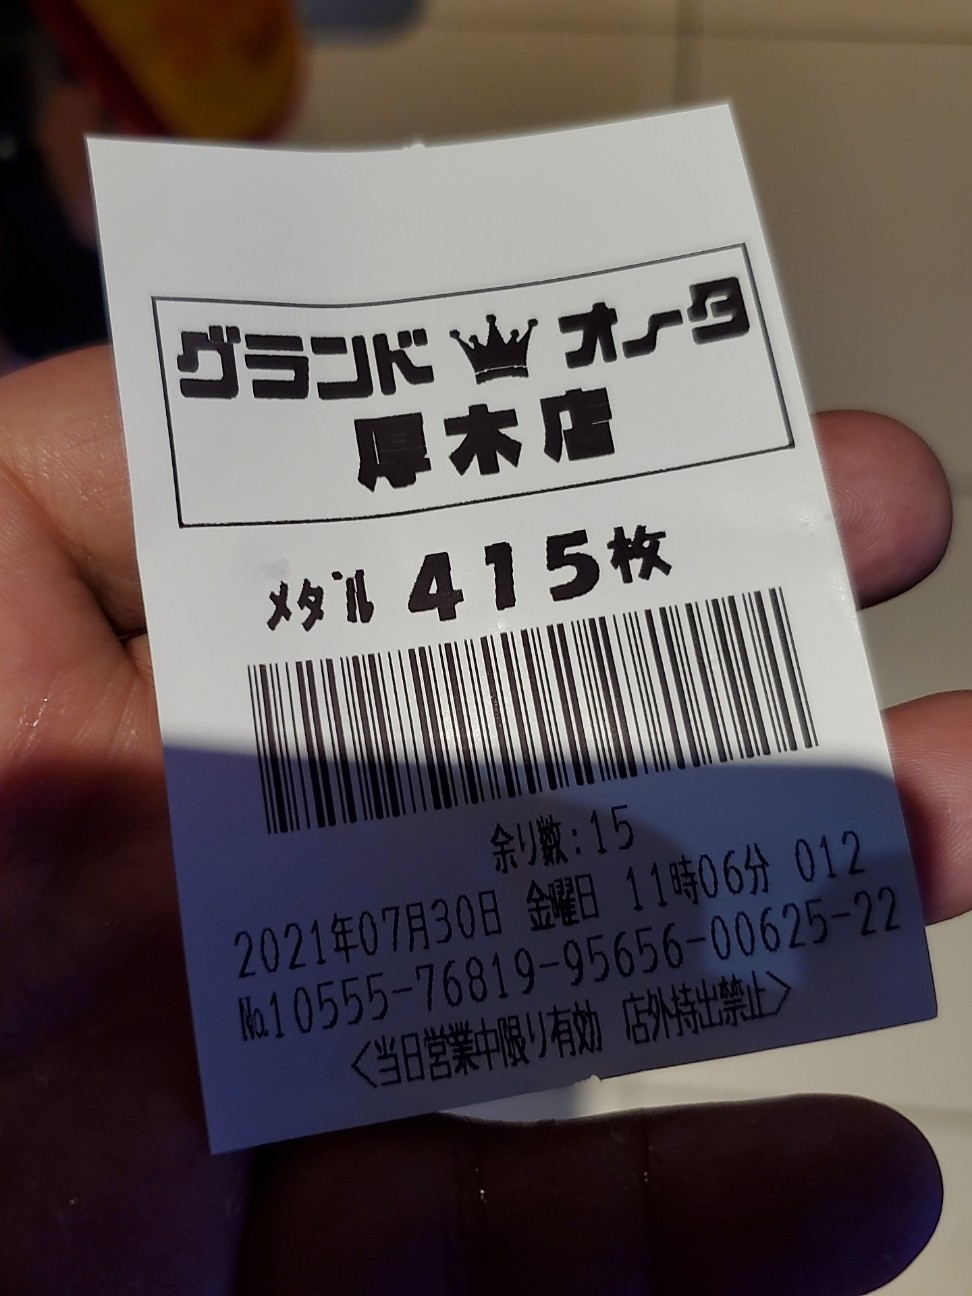 グランド オータ
厚木店
メダル 415枚
余り数:15
2021年07月30日 金曜日 11時06分 012
No.10555-76819-95656-00625-22
<当日営業中限り有効 店外持出禁止>